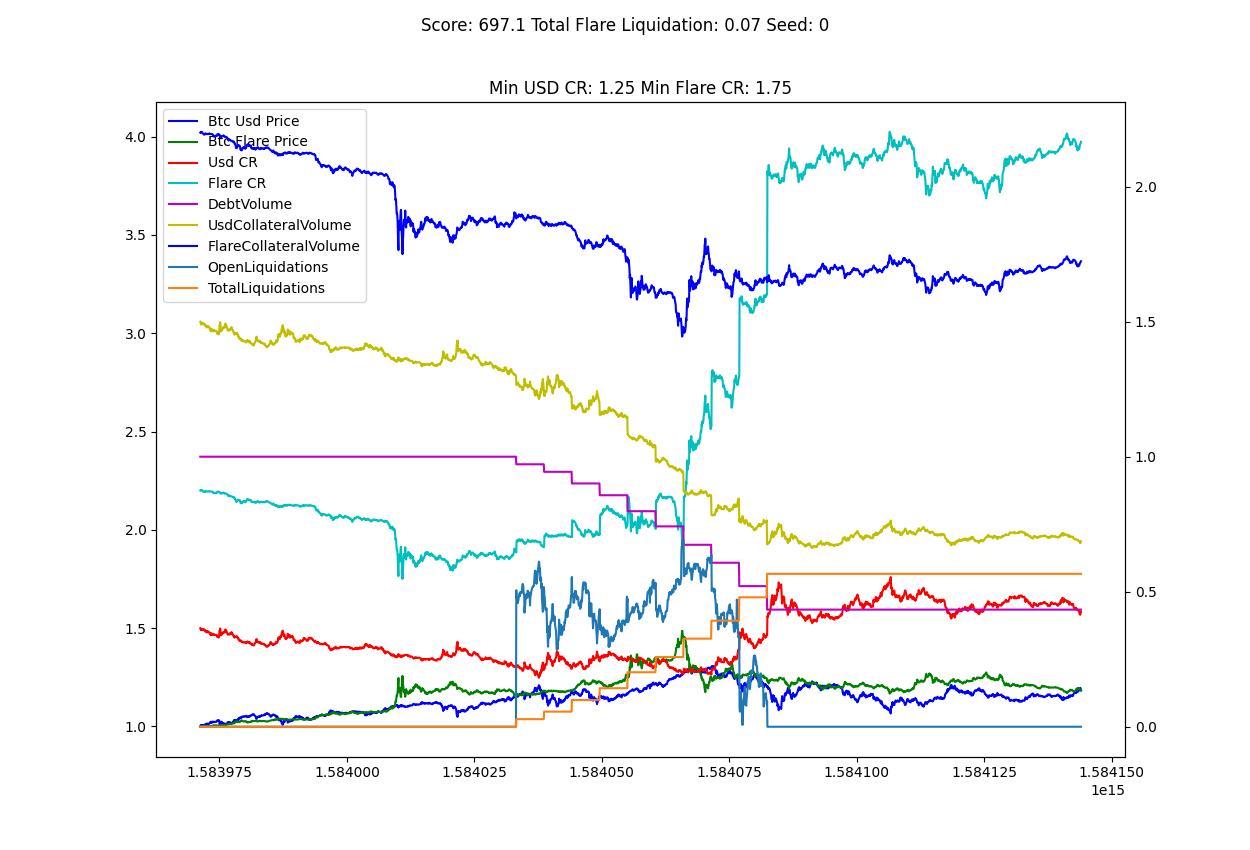 Score: 697.1 Total Flare Liquidation: 0.07 Seed: 0
Min USD CR: 1.25 Min Flare CR: 1.75
Btc Usd Price
Btc Flare Price
Usd CR
Flare CR
DebtVolume
UsdCollateralVolume
FlareCollateralVolume
OpenLiquidations
TotalLiquidations
4.0
3.5
3.0
2.5
2.0
1.5
1.0
2.0
1.5
1.0
0.5
0.0
1.583975 1.584000 1.584025 1.584050 1.584075 1.584100 1.584125 1.584150
1e15